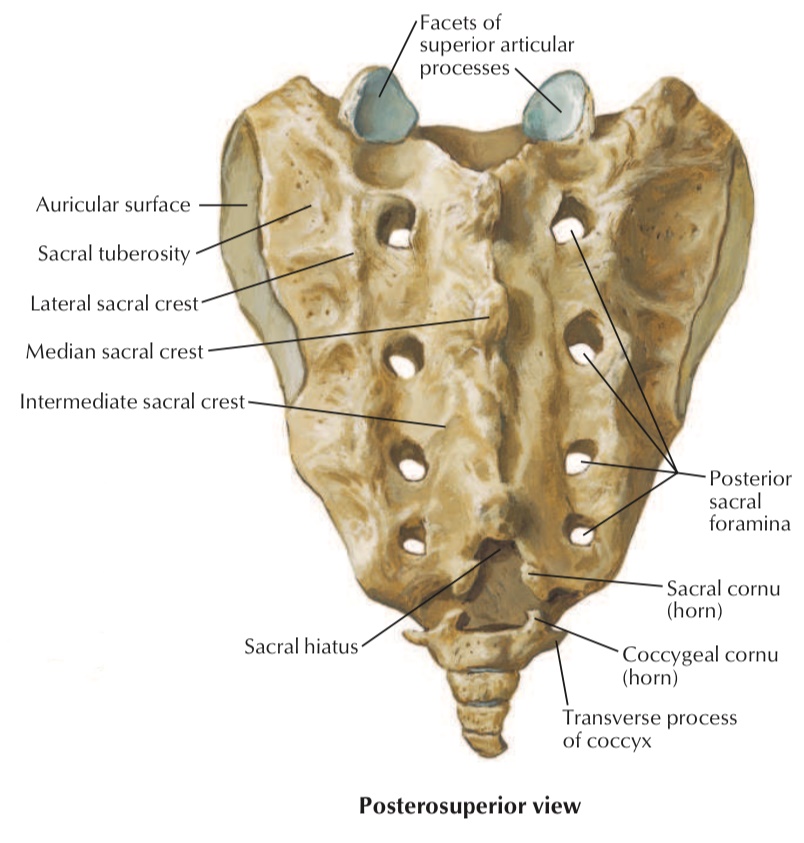 Facets of
superior articular
processes
Auricular surface
Sacral tuberosity
Lateral sacral crest
Median sacral crest
Intermediate sacral crest
Posterior
sacral
foramina
Sacral cornu
(horn)
Sacral hiatus
Coccygeal cornu
(horn)
Transverse process
of coccyx
Posterosuperior view